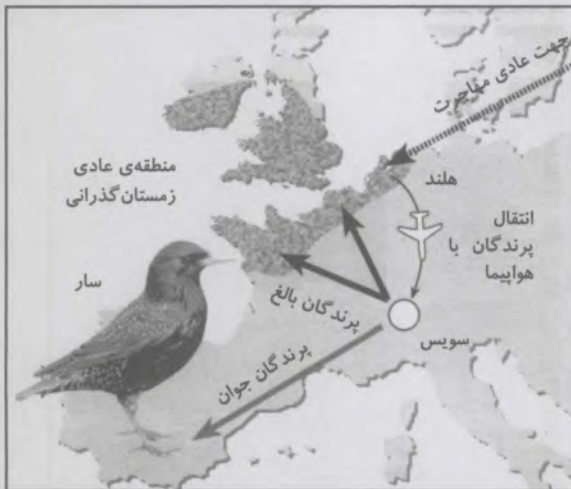 جهت عادی مهاجرت
منطقه‌ی عادی
زمستان‌گذرانی
هلند
انتقال
پرندگان با
هواپیما
سار
پرندگان بالغ
سویس
پرندگان جوان